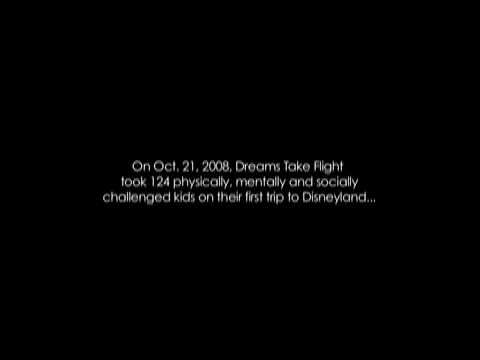 On Oct. 21, 2008, Dreams Take Flight
took 124 physically, mentally and socially
challenged kids on their first trip to Disneyland...